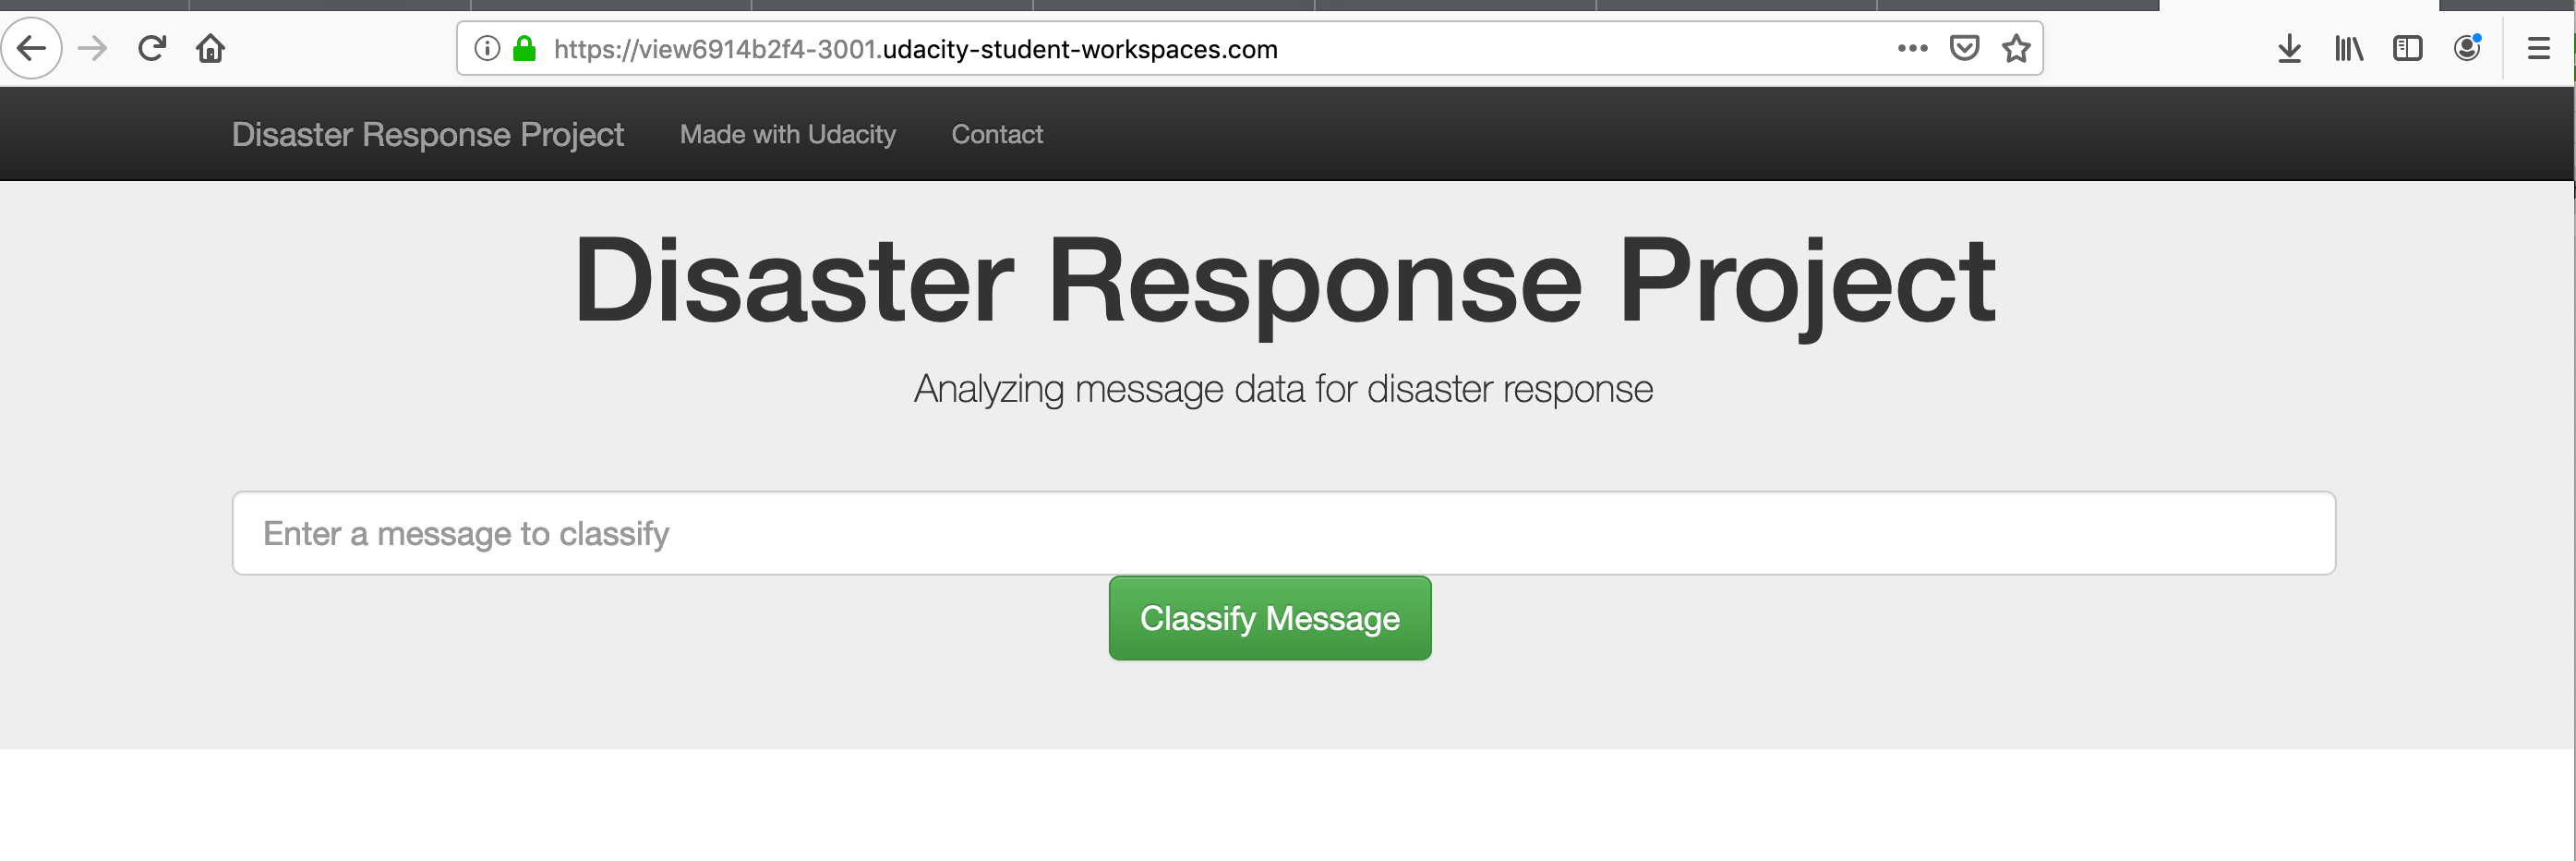 https://view6914b2f4-3001.udacity-student-workspaces.com
Disaster Response Project Made with Udacity Contact
Disaster Response Project
Analyzing message data for disaster response
Enter a message to classify
Classify Message